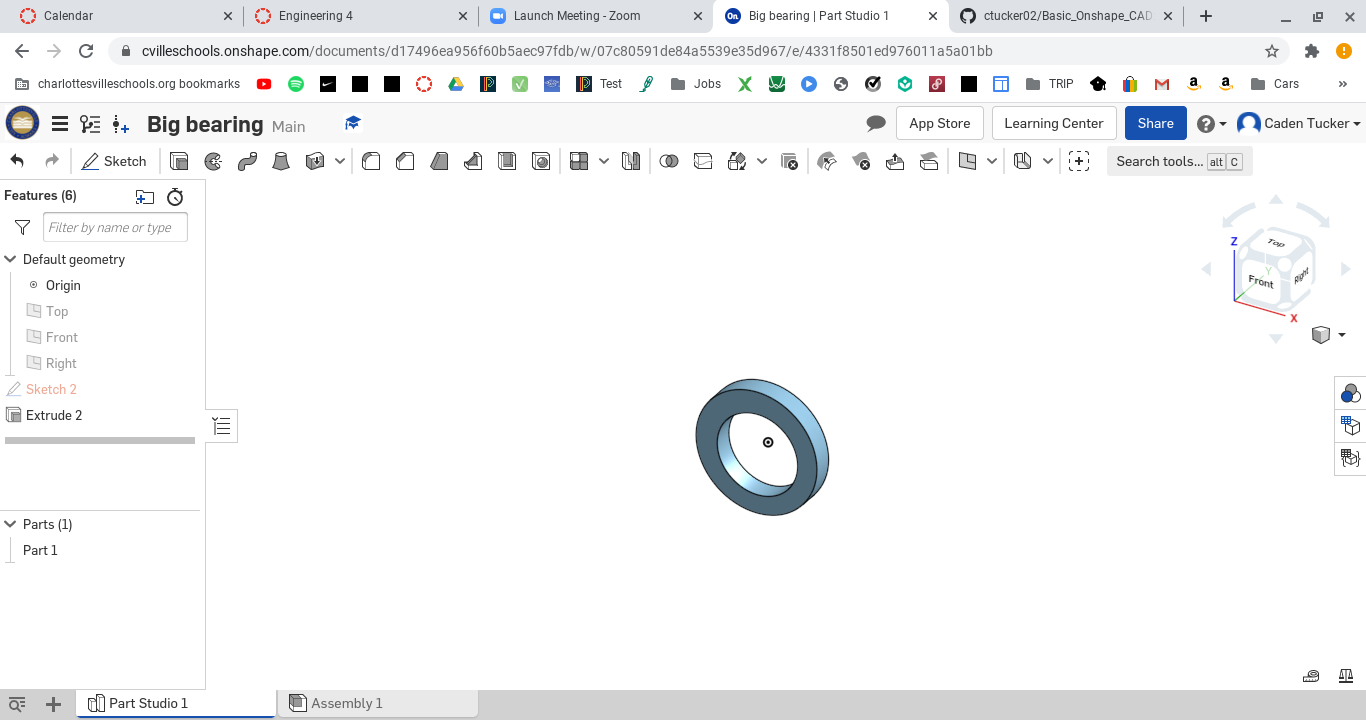 Calendar
Engineering 4
Launch Meeting - Zoom
On
Big bearing | Part Studio 1
ctucker02/Basic_Onshape_CAD
cvilleschools.onshape.com/documents/d17496ea956f60b5aec97fdb/w/07c80591de84a5539e35d967/e/4331f8501ed976011a5a01bb
charlottesvilleschools.org bookmarks
Test
Jobs
TRIP
Cars
Big bearing Main
App Store
Learning Center
Share
Caden Tucker
Sketch
Search tools... alt C
Features (6)
Filter by name or type
Default geometry
Origin
Top
Front
Right
Sketch 2
Extrude 2
Parts (1)
Part 1
Z
Top
Y
Front
Right
X
Part Studio 1
Assembly 1